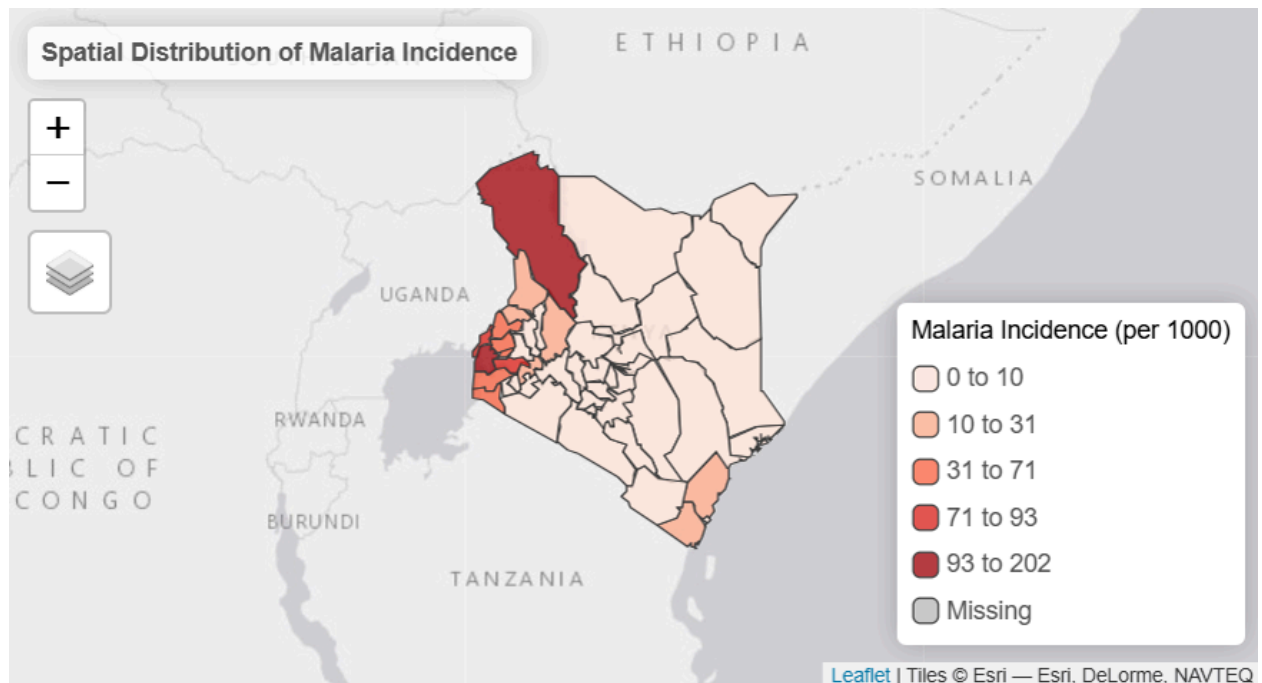 Spatial Distribution of Malaria Incidence
ETHIOPIA
+
−
SOMALIA
UGANDA
Malaria Incidence (per 1000)
0 to 10
10 to 31
31 to 71
71 to 93
93 to 202
Missing
RWANDA
CRATIC
BLIC OF
CONGO
BURUNDI
TANZANIA
Leaflet | Tiles © Esri — Esri, DeLorme, NAVTEQ